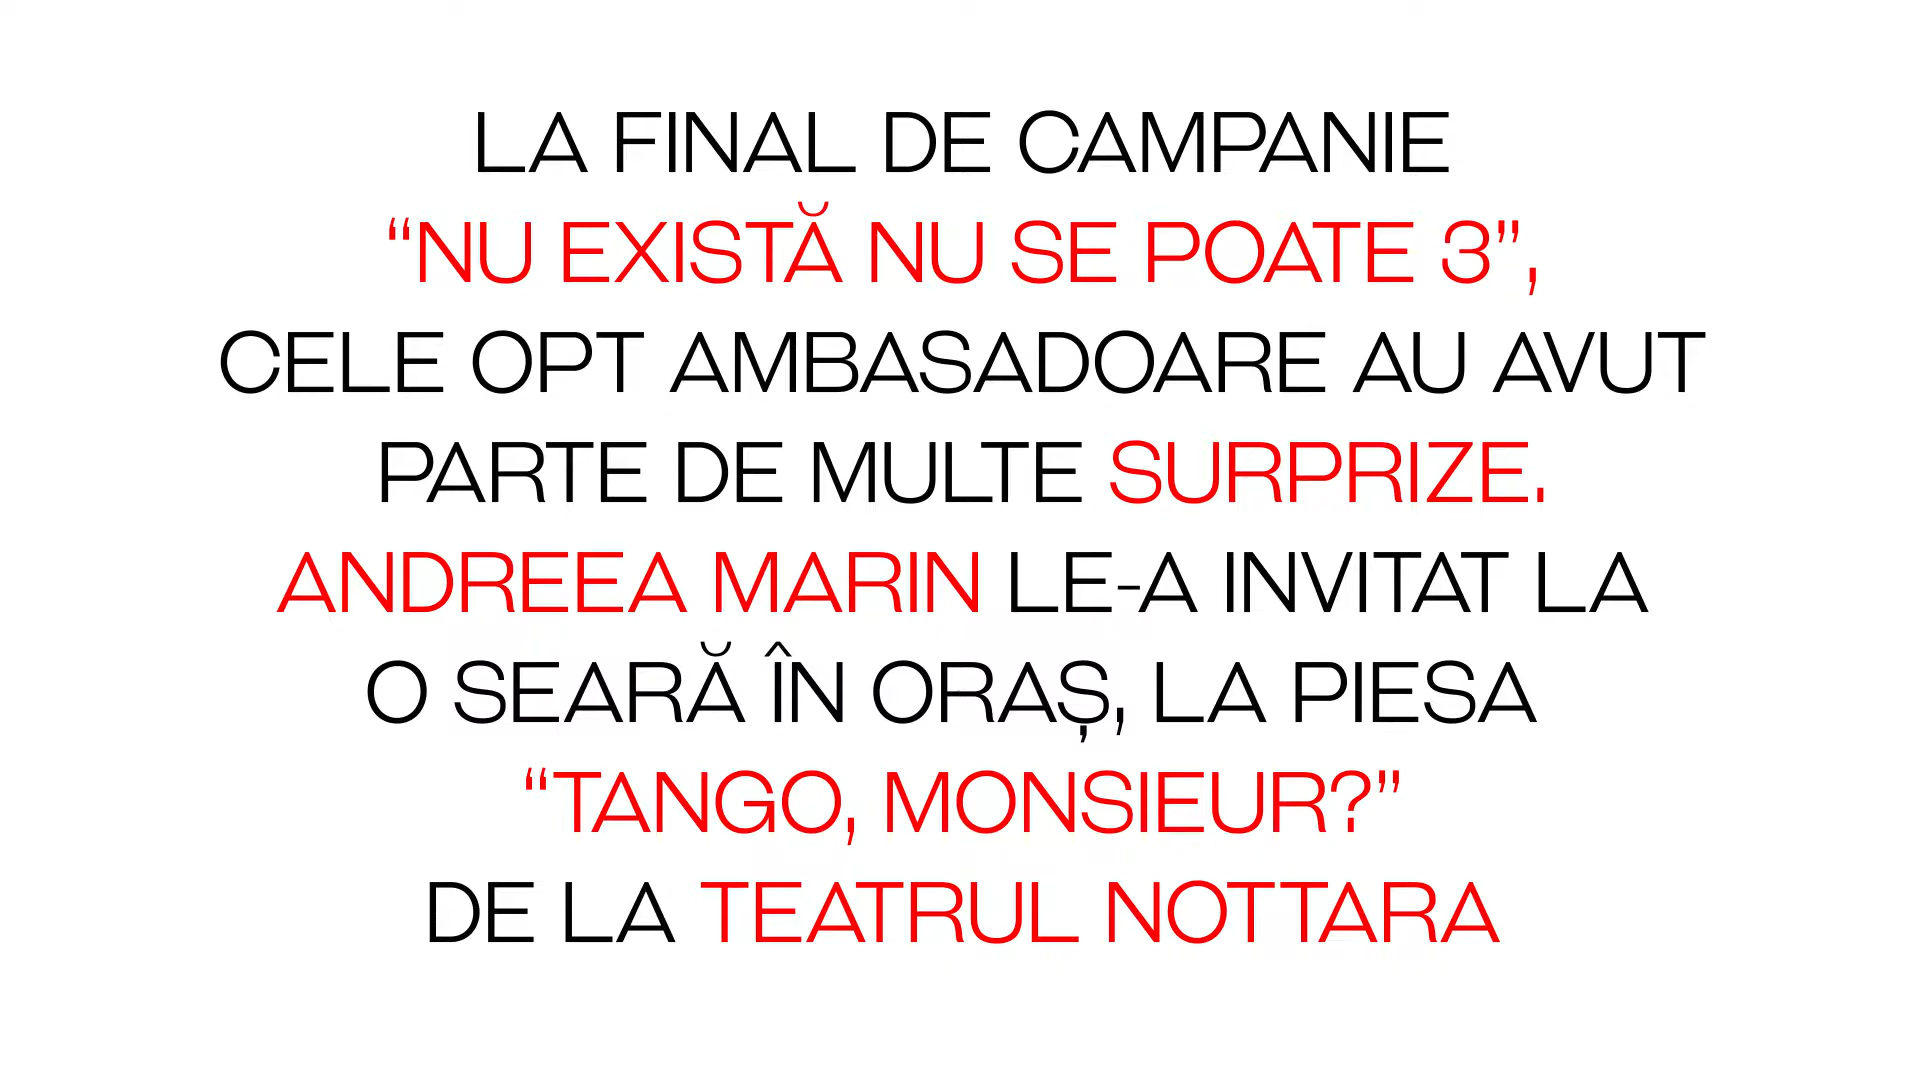 LA FINAL DE CAMPANIE
“NU EXISTĂ NU SE POATE 3”,
CELE OPT AMBASADOARE AU AVUT
PARTE DE MULTE SURPRIZE.
ANDREEA MARIN LE-A INVITAT LA
O SEARĂ ÎN ORAȘ, LA PIESA
“TANGO, MONSIEUR?”
DE LA TEATRUL NOTTARA